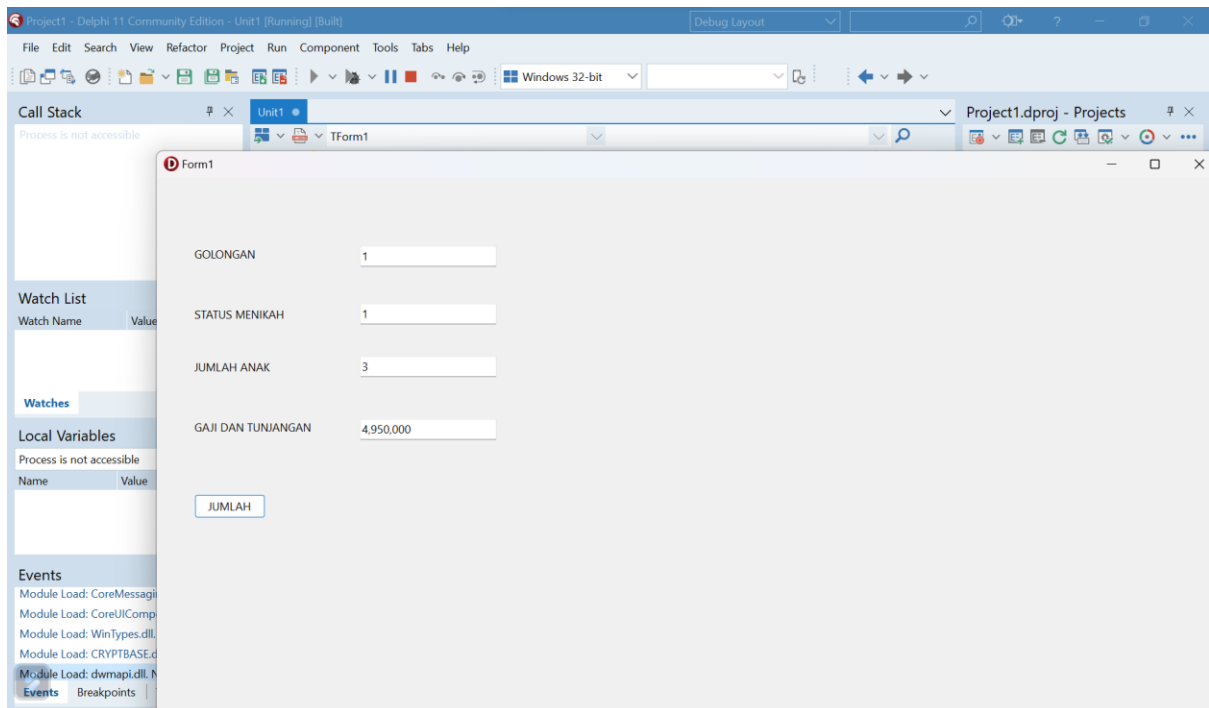 Project1 - Delphi 11 Community Edition - Unit1 [Running] [Built]
Debug Layout
File Edit Search View Refactor Project Run Component Tools Tabs Help
Windows 32-bit
Call Stack
Unit1
Project1.dproj - Projects
Process is not accessible
TForm1
Form1
GOLONGAN 1
Watch List
Watch Name Value
STATUS MENIKAH 1
JUMLAH ANAK 3
Watches
GAJI DAN TUNJANGAN 4,950,000
Local Variables
Process is not accessible
Name Value
JUMLAH
Events
Module Load: CoreMessagi
Module Load: CoreUIComp
Module Load: WinTypes.dll.
Module Load: CRYPTBASE.d
Module Load: dwmapi.dll. N
Events Breakpoints